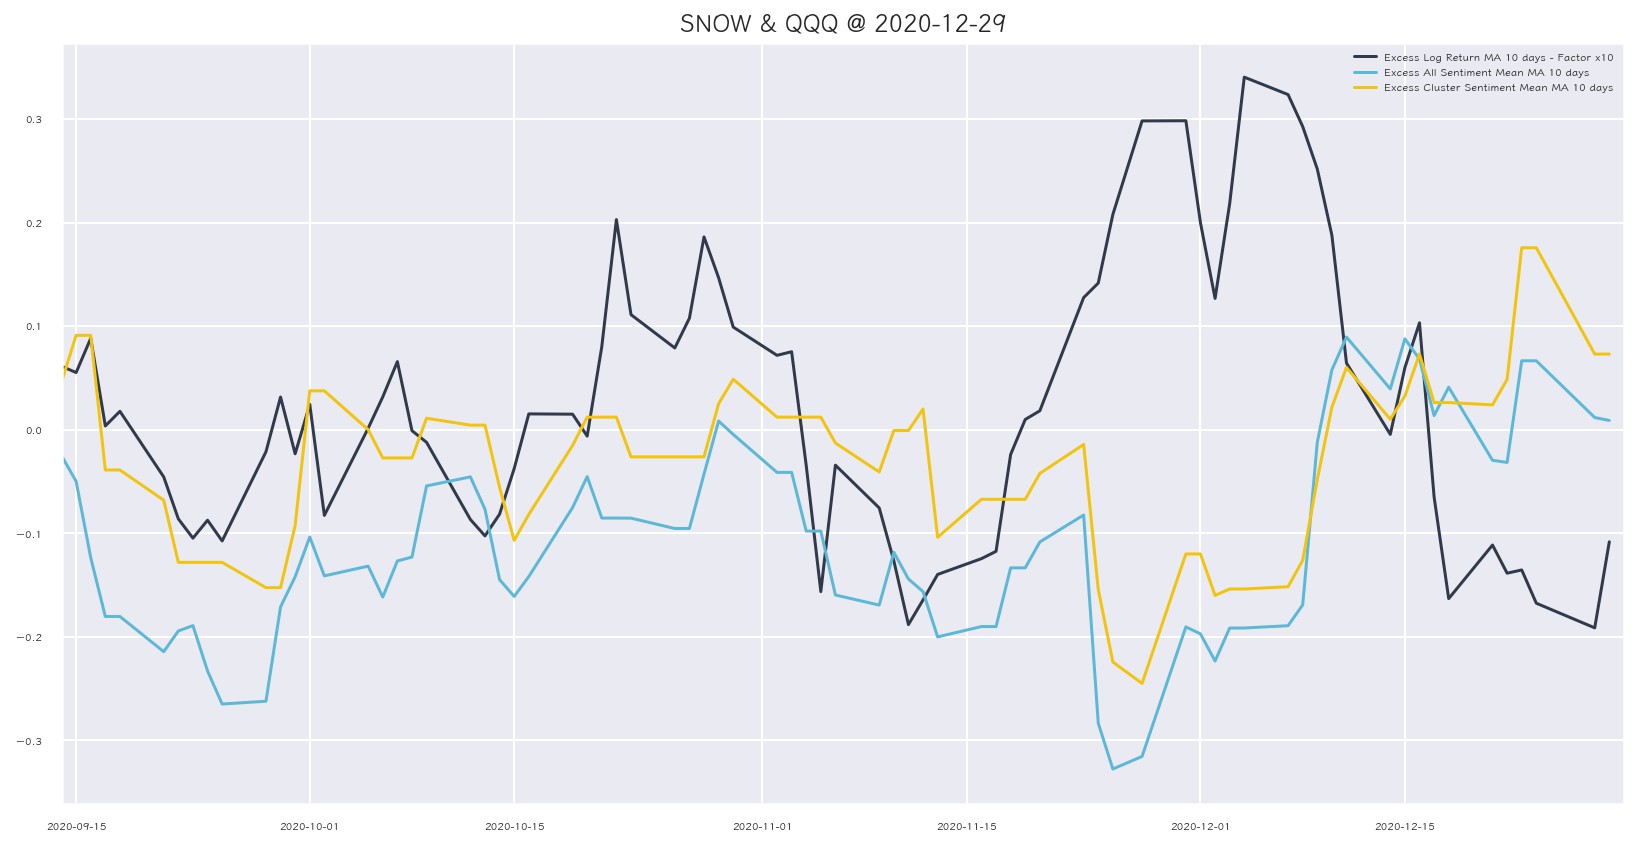 SNOW & QQQ @ 2020-12-29
Excess Log Return MA 10 days - Factor x10
Excess All Sentiment Mean MA 10 days
Excess Cluster Sentiment Mean MA 10 days
0.3
0.2
0.1
0.0
−0.1
−0.2
−0.3
2020-09-15 2020-10-01 2020-10-15 2020-11-01 2020-11-15 2020-12-01 2020-12-15